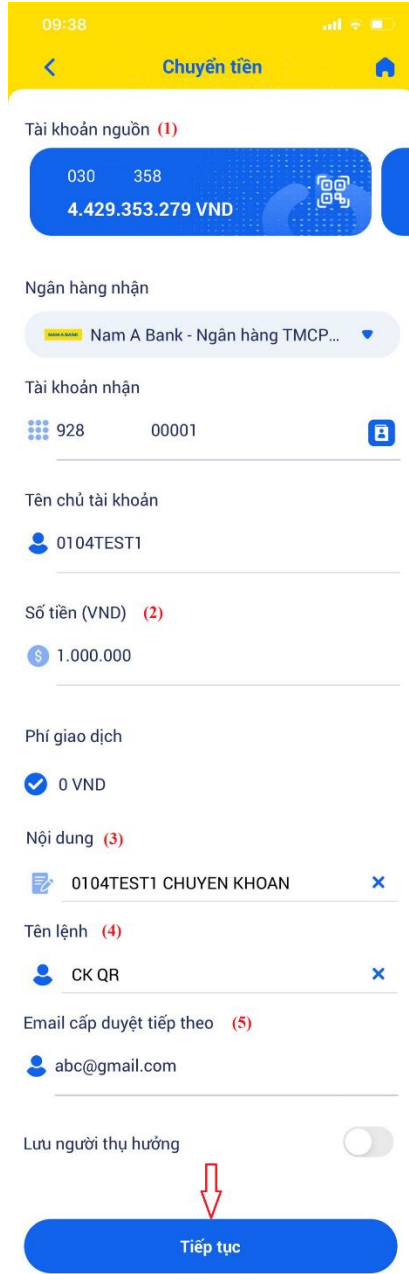 09:38
Chuyển tiền
Tài khoản nguồn (1)
030 358
4.429.353.279 VND
Ngân hàng nhận
NAM A BANK Nam A Bank - Ngân hàng TMCP...
Tài khoản nhận
928 00001
Tên chủ tài khoản
0104TEST1
Số tiền (VND) (2)
$ 1.000.000
Phí giao dịch
0 VND
Nội dung (3)
0104TEST1 CHUYEN KHOAN
Tên lệnh (4)
CK QR
Email cấp duyệt tiếp theo (5)
abc@gmail.com
Lưu người thụ hưởng
Tiếp tục